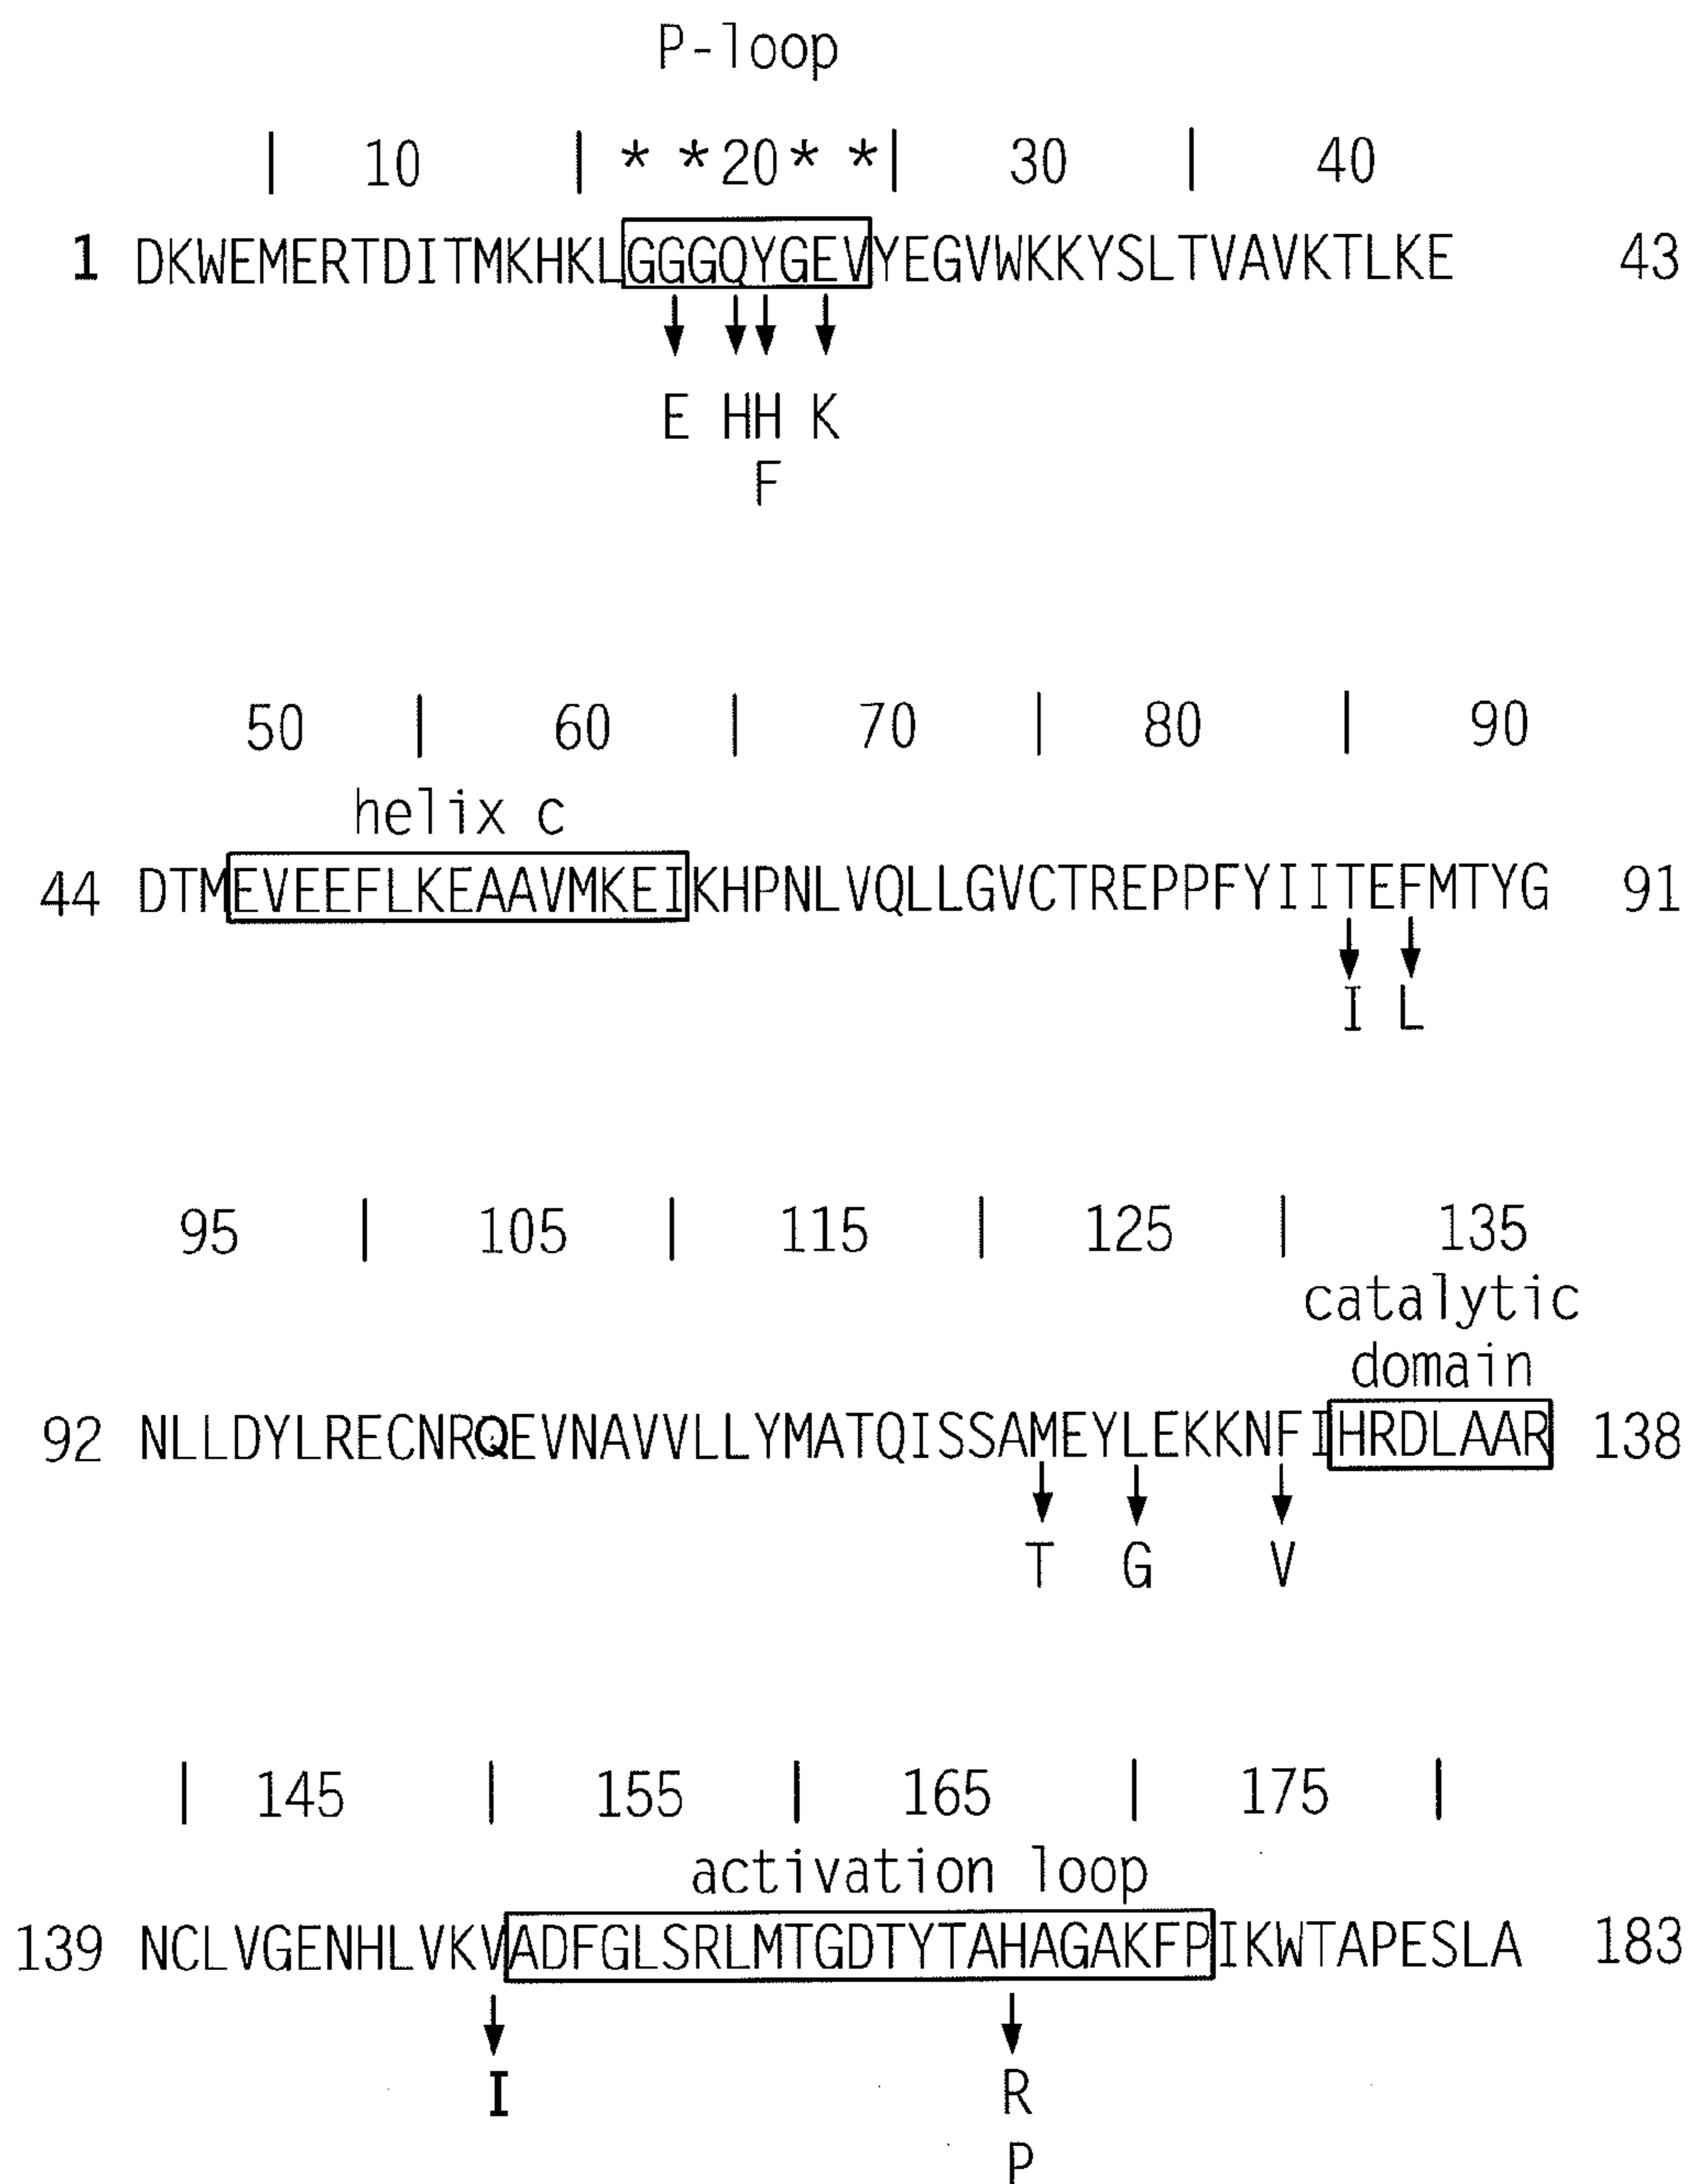 P-loop
| 10 | * *20* *| 30 | 40
1 DKWEMERTDITMKHKLGGGQYGEVYEGVWKKYSLTVAVKTLKE 43
E HH K
F
50 | 60 | 70 | 80 | 90
helix c
44 DTMEVEEFLKEAAVMKEIKHPNLVQLLGVCTREPPFYIITEFMTYG 91
I L
95 | 105 | 115 | 125 | 135
catalytic
domain
92 NLLDYLRECNRQEVNAVVLLYMATQISSAMEYLEKKNFIHRDLAAR 138
T G V
| 145 | 155 | 165 | 175 |
activation loop
139 NCLVGENHLVKVADFGLSRLMTGDTYTAHAGAKFPIKWTAPESLA 183
I R
P